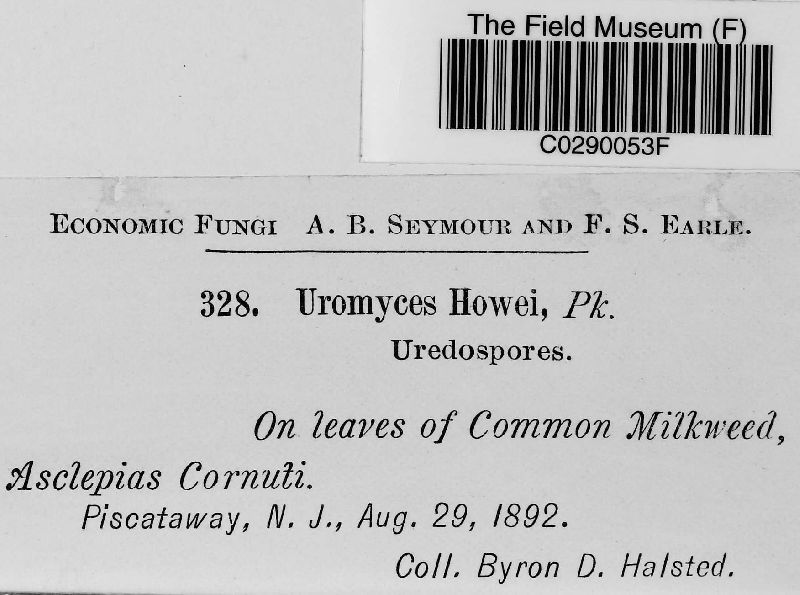 The Field Museum (F)
C0290053F
Economic Fungi A. B. Seymour and F. S. Earle.
328. Uromyces Howei, Pk.
Uredospores.
On leaves of Common Milkweed,
Asclepias Cornuti.
Piscataway, N. J., Aug. 29, 1892.
Coll. Byron D. Halsted.